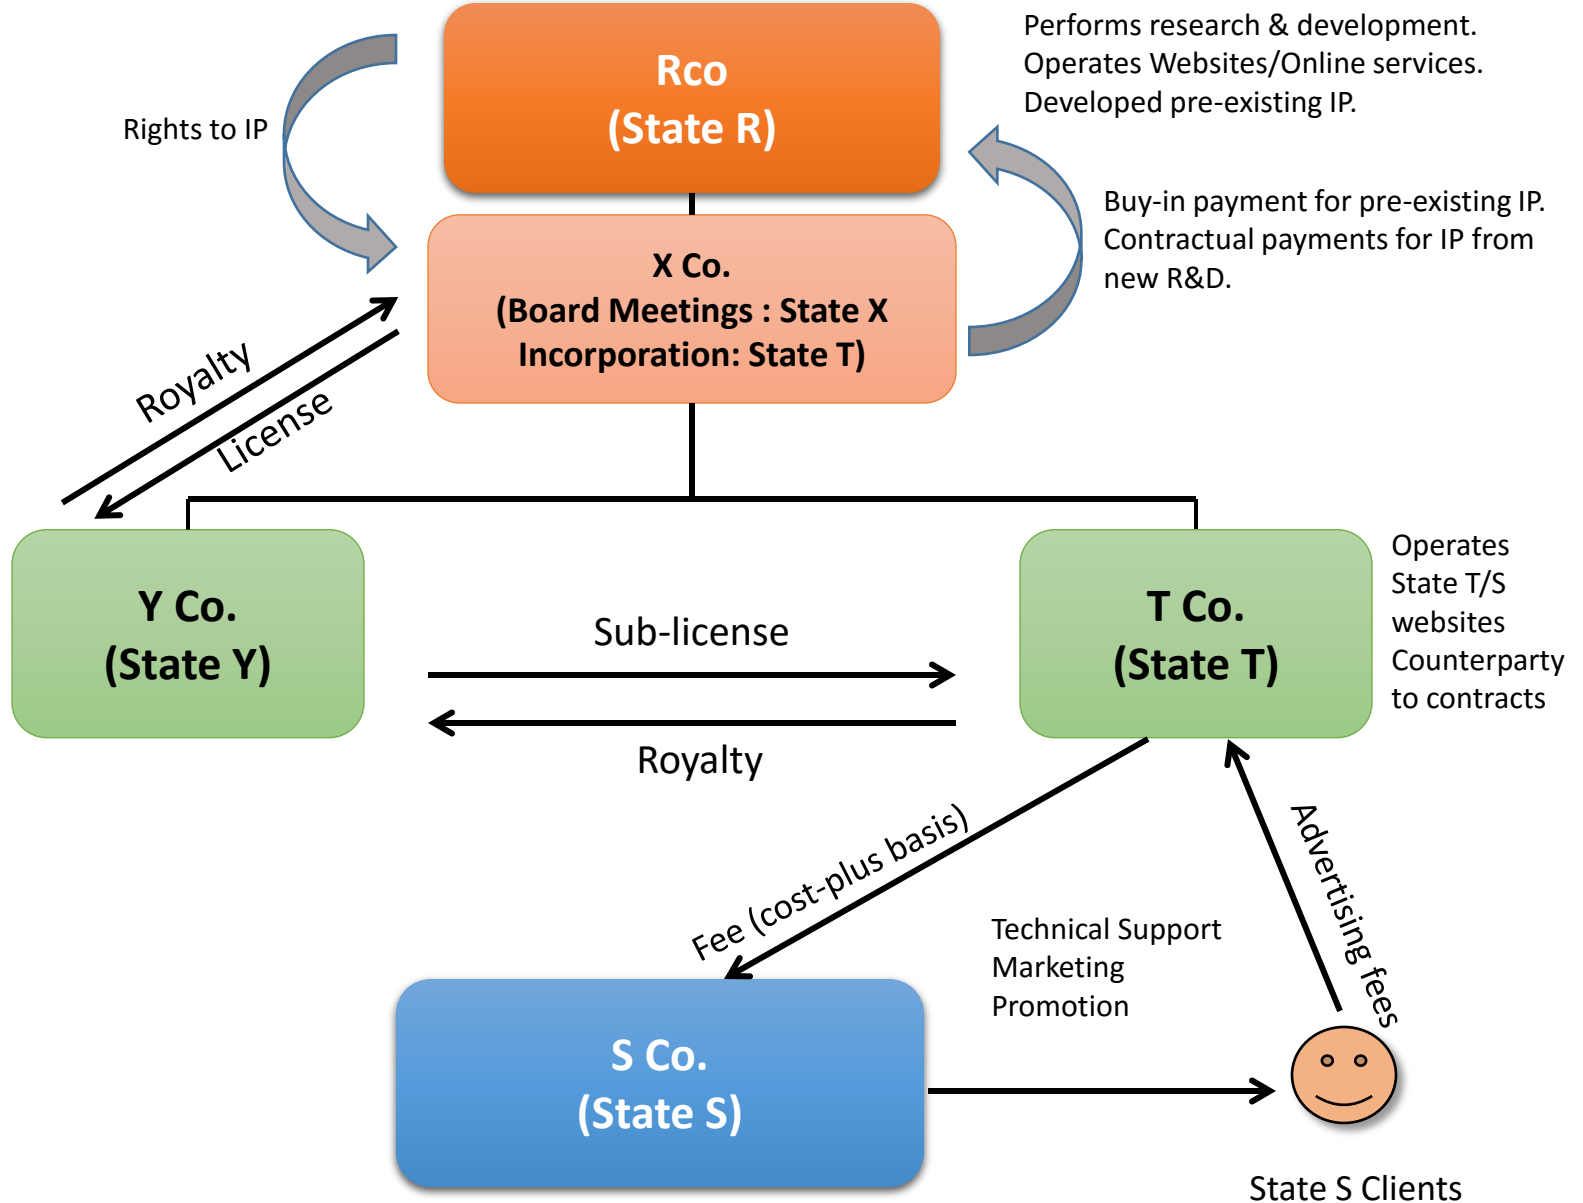 Rco
(State R)
Performs research & development.
Operates Websites/Online services.
Developed pre-existing IP.
Rights to IP
Buy-in payment for pre-existing IP.
Contractual payments for IP from
new R&D.
X Co.
(Board Meetings : State X
Incorporation: State T)
Royalty
License
Y Co.
(State Y)
Sub-license
Royalty
T Co.
(State T)
Operates
State T/S
websites
Counterparty
to contracts
Fee (cost-plus basis)
Advertising fees
Technical Support
Marketing
Promotion
S Co.
(State S)
State S Clients